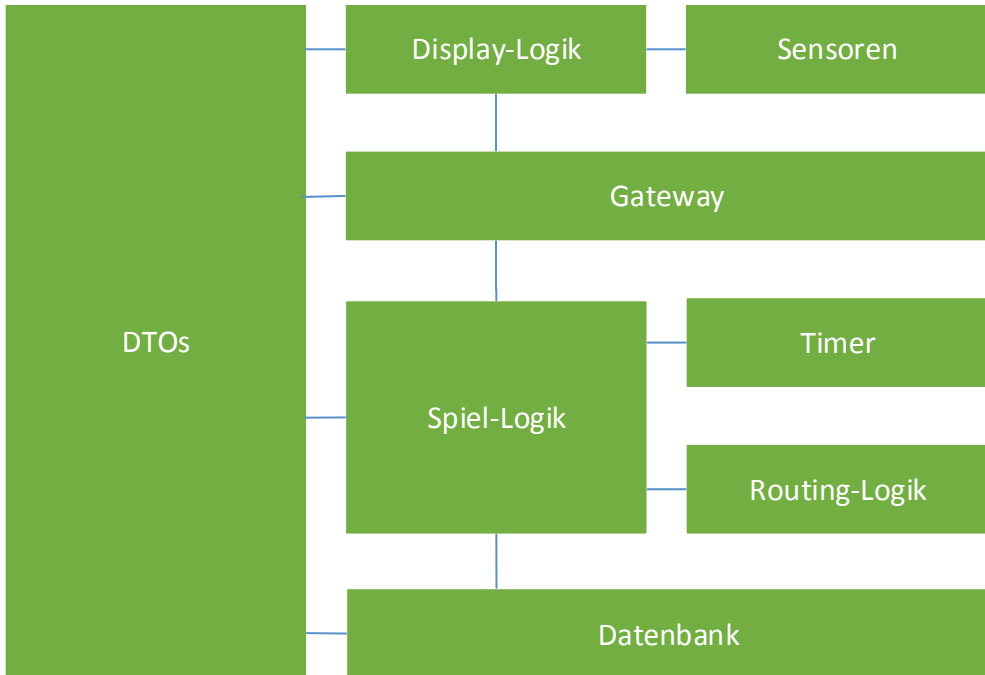 Display-Logik
Sensoren
Gateway
DTOs
Timer
Spiel-Logik
Routing-Logik
Datenbank